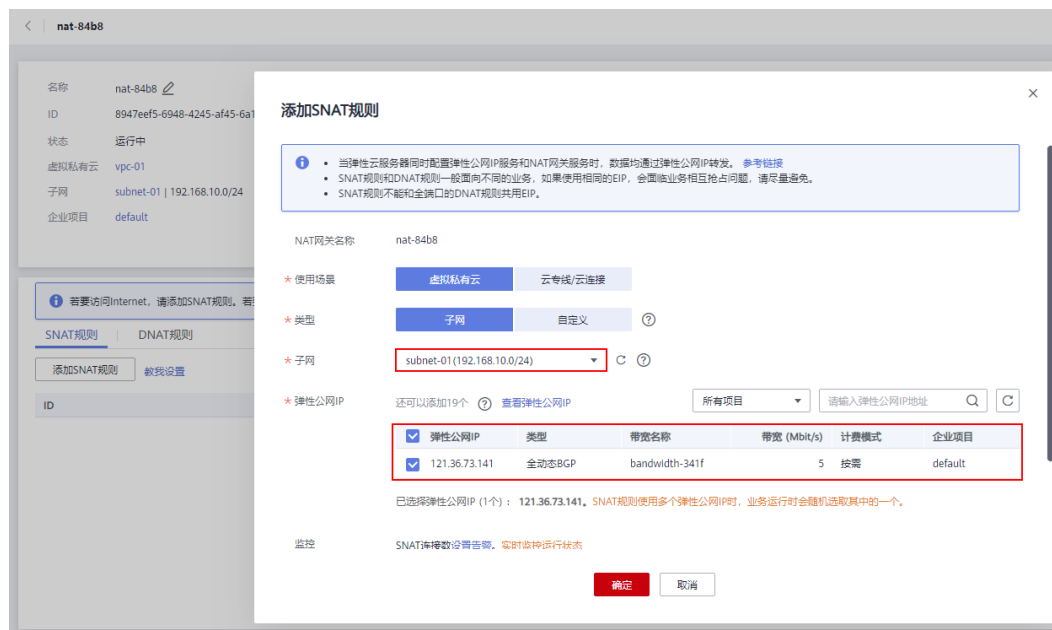 nat-84b8
名称 nat-84b8
ID 8947eef5-6948-4245-af45-6a1
状态 运行中
虚拟私有云 vpc-01
子网 subnet-01 | 192.168.10.0/24
企业项目 default
若要访问Internet，请添加SNAT规则。若
SNAT规则 DNAT规则
添加SNAT规则 教我设置
ID
添加SNAT规则
当弹性云服务器同时配置弹性公网IP服务和NAT网关服务时，数据均通过弹性公网IP转发。 参考链接
SNAT规则和DNAT规则一般面向不同的业务，如果使用相同的EIP，会面临业务相互抢占问题，请尽量避免。
SNAT规则不能和全端口的DNAT规则共用EIP。
NAT网关名称 nat-84b8
* 使用场景 虚拟私有云 云专线/云连接
* 类型 子网 自定义
* 子网 subnet-01(192.168.10.0/24)
* 弹性公网IP 还可以添加19个 查看弹性公网IP 所有项目 请输入弹性公网IP地址
弹性公网IP 类型 带宽名称 带宽 (Mbit/s) 计费模式 企业项目
121.36.73.141 全动态BGP bandwidth-341f 5 按需 default
已选择弹性公网IP (1个) ： 121.36.73.141。SNAT规则使用多个弹性公网IP时，业务运行时会随机选取其中的一个。
监控 SNAT连接数设置告警。实时监控运行状态
确定 取消